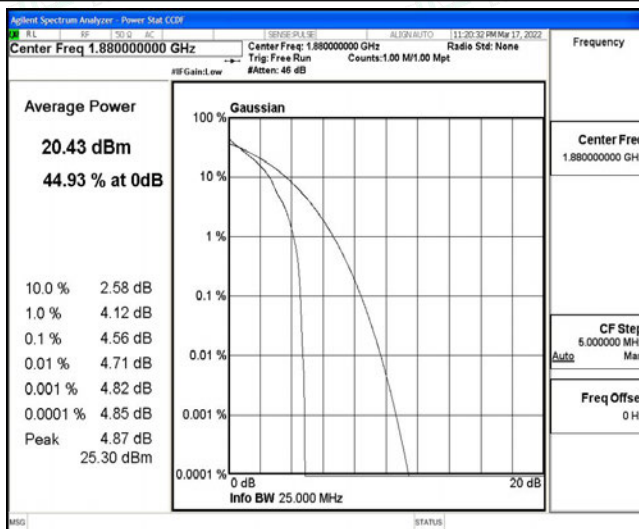 Agilent Spectrum Analyzer - Power Stat CCDF
RL RF 50 Ω AC SENSE:PULSE ALIGN AUTO 11:20:32 PM Mar 17, 2022
Center Freq 1.880000000 GHz
Center Freq: 1.880000000 GHz Radio Std: None
Trig: Free Run Counts:1.00 M/1.00 Mpt
#IFGain:Low #Atten: 46 dB
Frequency
Average Power
20.43 dBm
44.93 % at 0dB
10.0 % 2.58 dB
1.0 % 4.12 dB
0.1 % 4.56 dB
0.01 % 4.71 dB
0.001 % 4.82 dB
0.0001 % 4.85 dB
Peak 4.87 dB
25.30 dBm
Gaussian
100 %
10 %
1 %
0.1 %
0.01 %
0.001 %
0.0001 %
0 dB 20 dB
Info BW 25.000 MHz
Center Fre
1.880000000 GH
CF Step
5.000000 MH
Auto Ma
Freq Offse
0 H
MSG STATUS